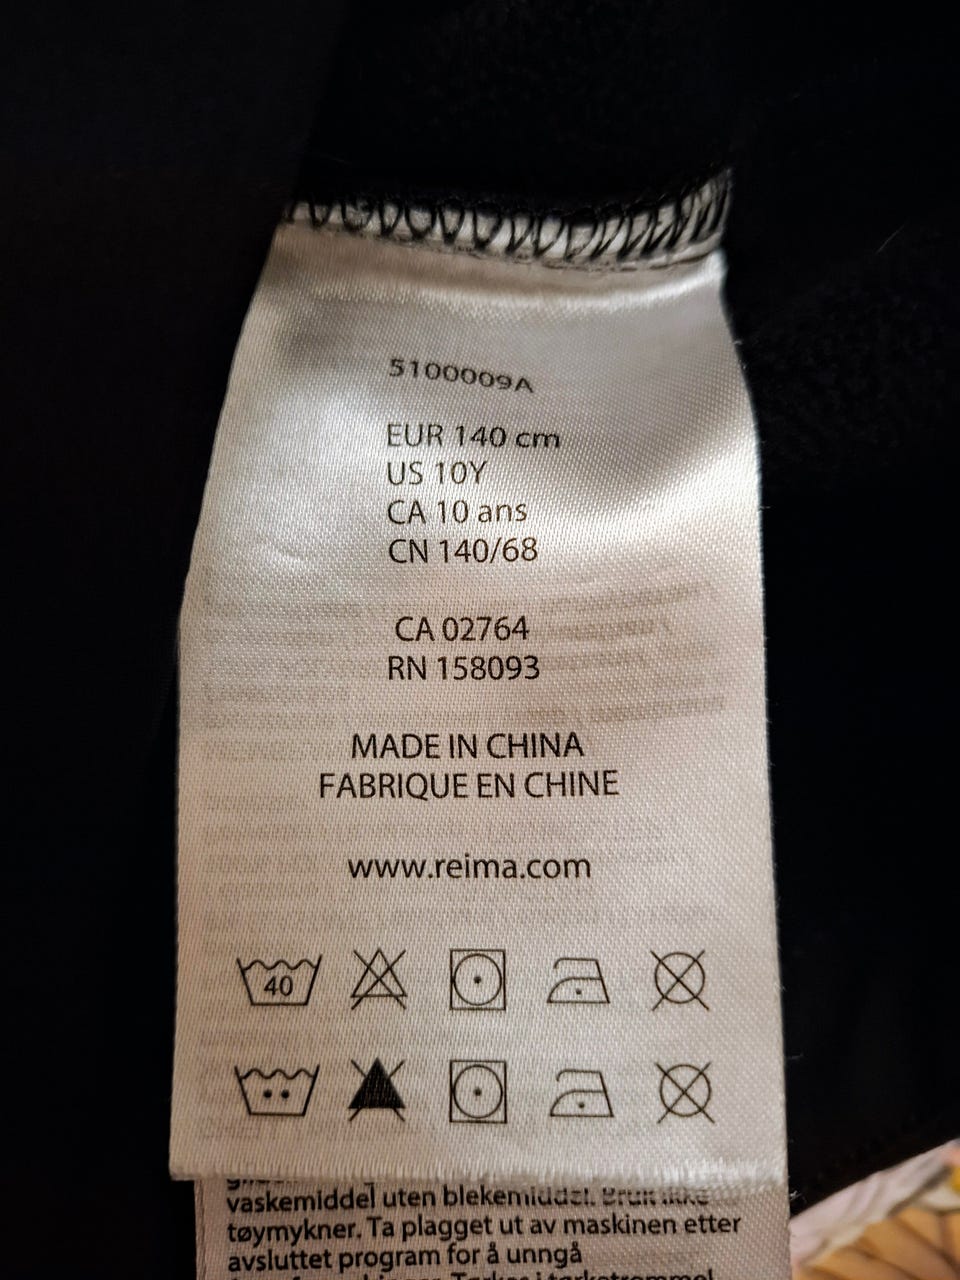 5100009A
EUR 140 cm
US 10Y
CA 10 ans
CN 140/68
CA 02764
RN 158093
MADE IN CHINA
FABRIQUE EN CHINE
www.reima.com
40
vaskemiddel uten blekemiddel. Bruk ikke
tøymykner. Ta plagget ut av maskinen etter
avsluttet program for å unngå
Tørkes i tørketrommel